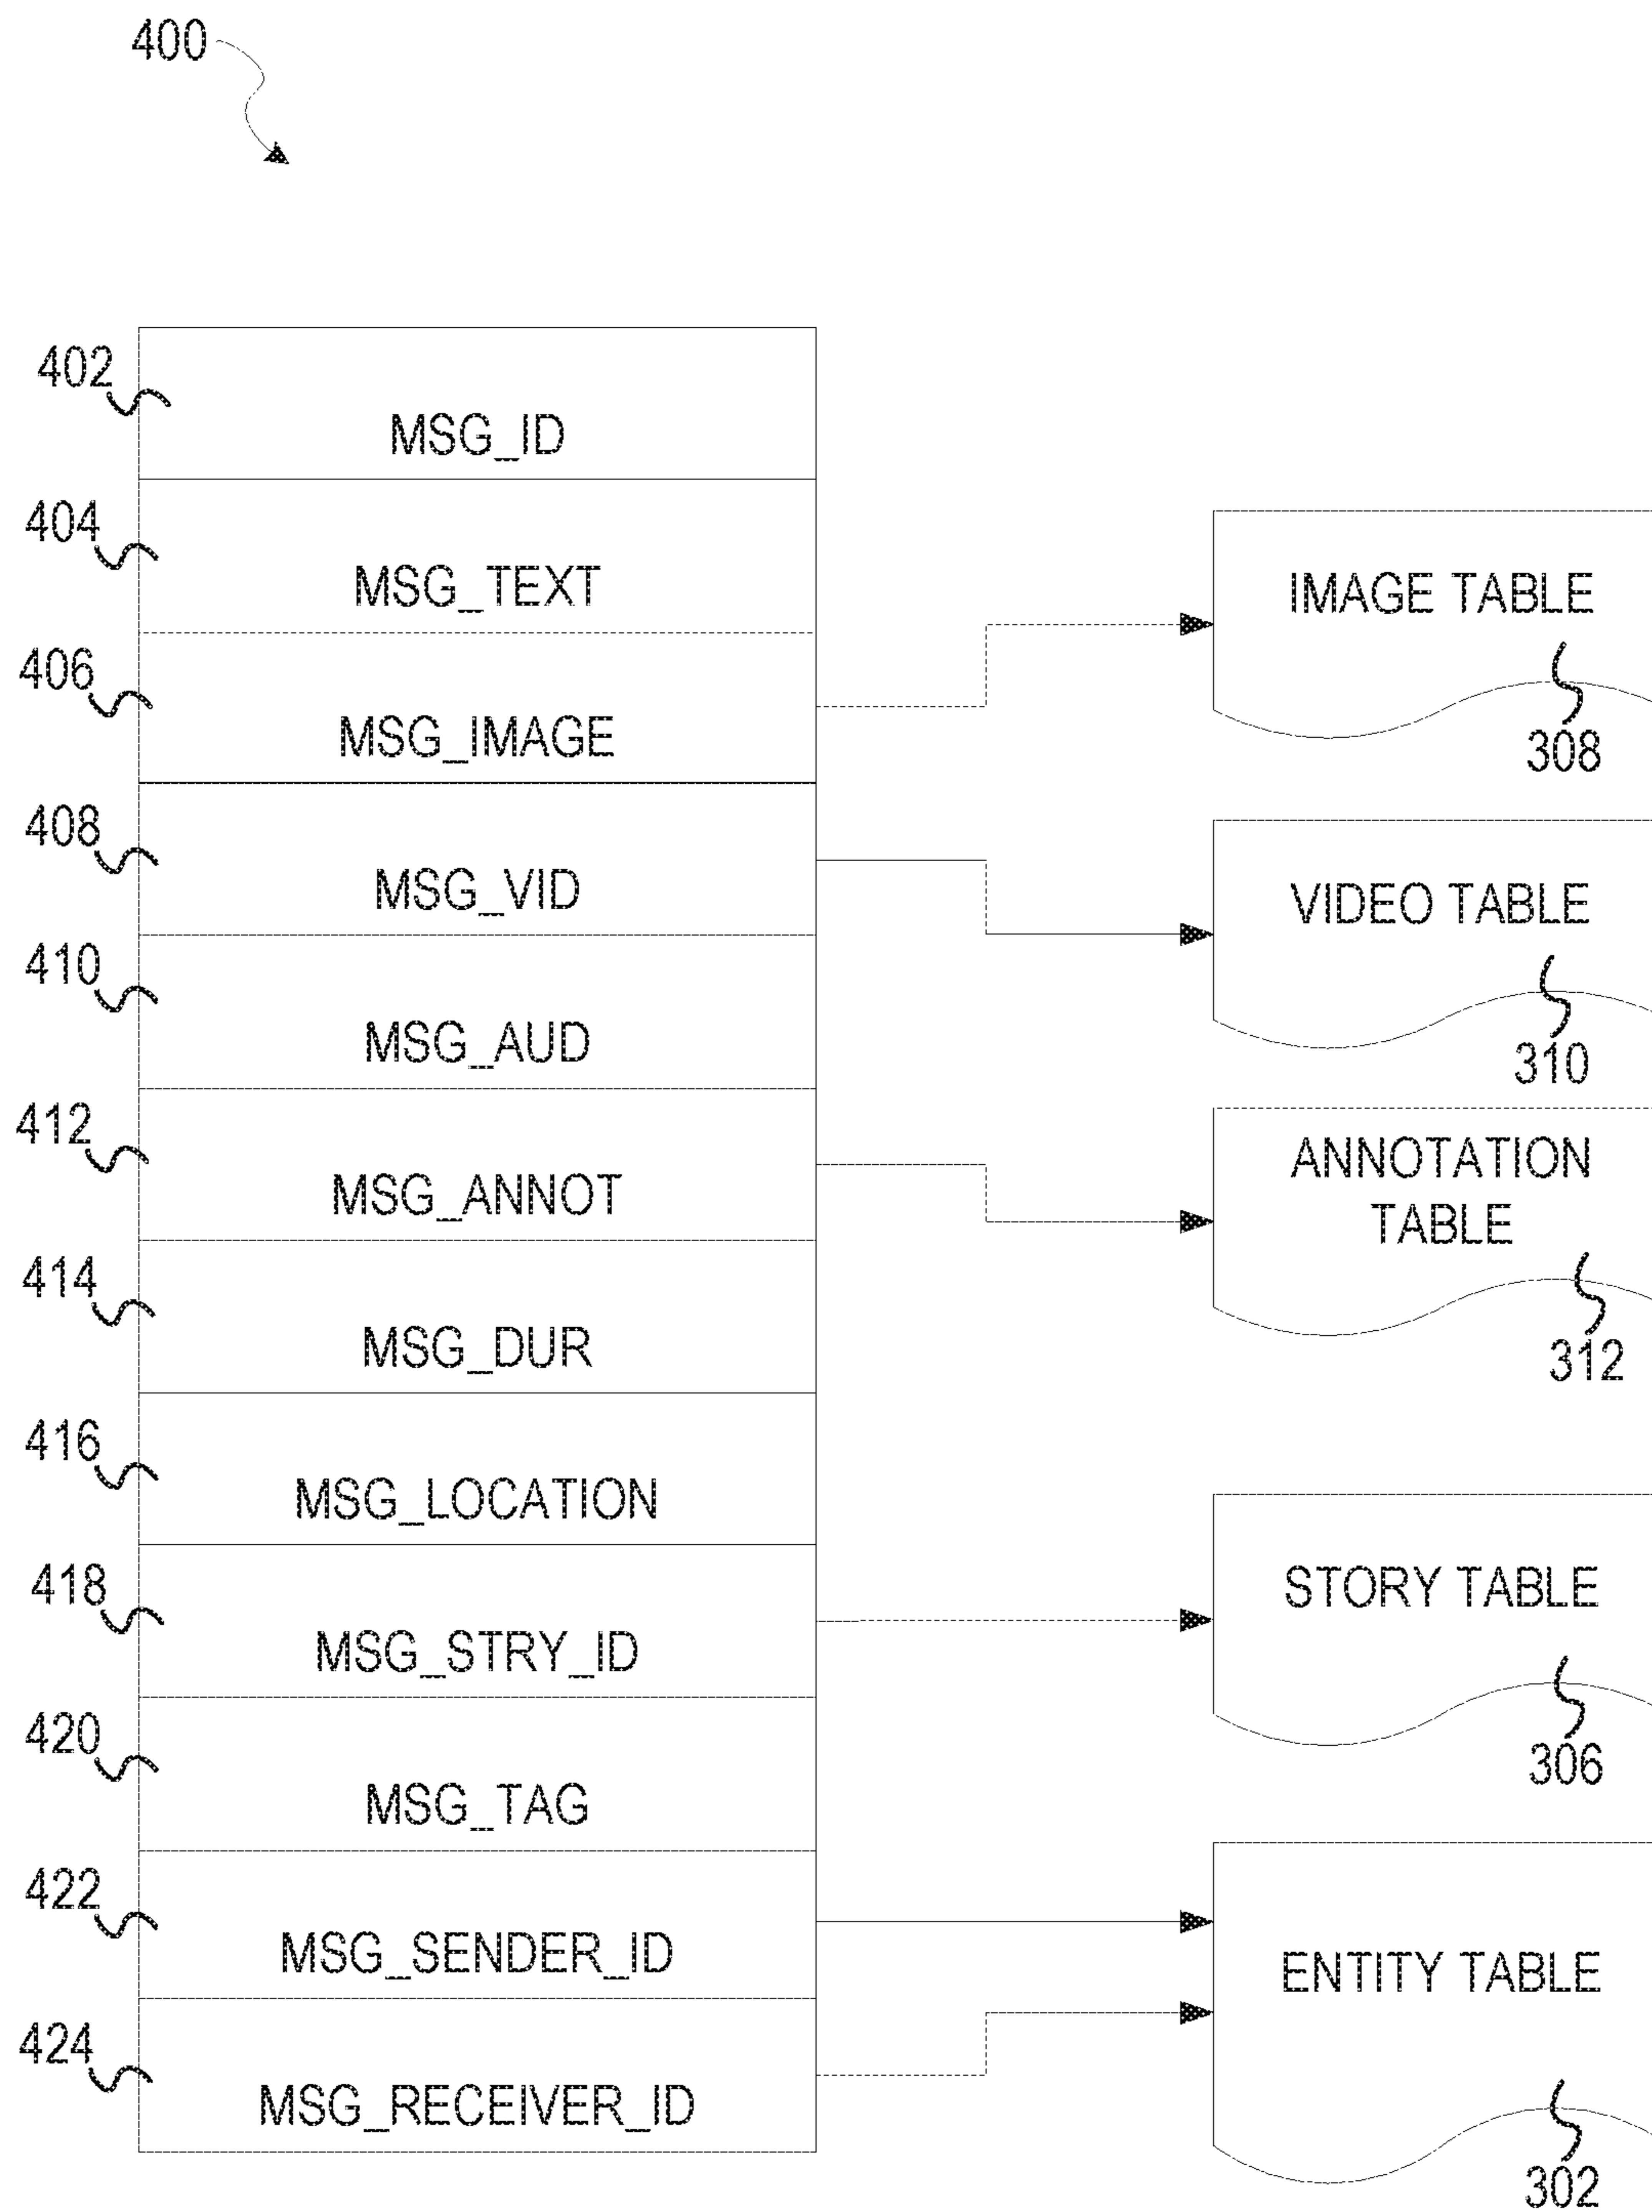 400
402
MSG_ID
404
MSG_TEXT
406
MSG_IMAGE
408
MSG_VID
410
MSG_AUD
412
MSG_ANNOT
414
MSG_DUR
416
MSG_LOCATION
418
MSG_STRY_ID
420
MSG_TAG
422
MSG_SENDER_ID
424
MSG_RECEIVER_ID
IMAGE TABLE
308
VIDEO TABLE
310
ANNOTATION
TABLE
312
STORY TABLE
306
ENTITY TABLE
302